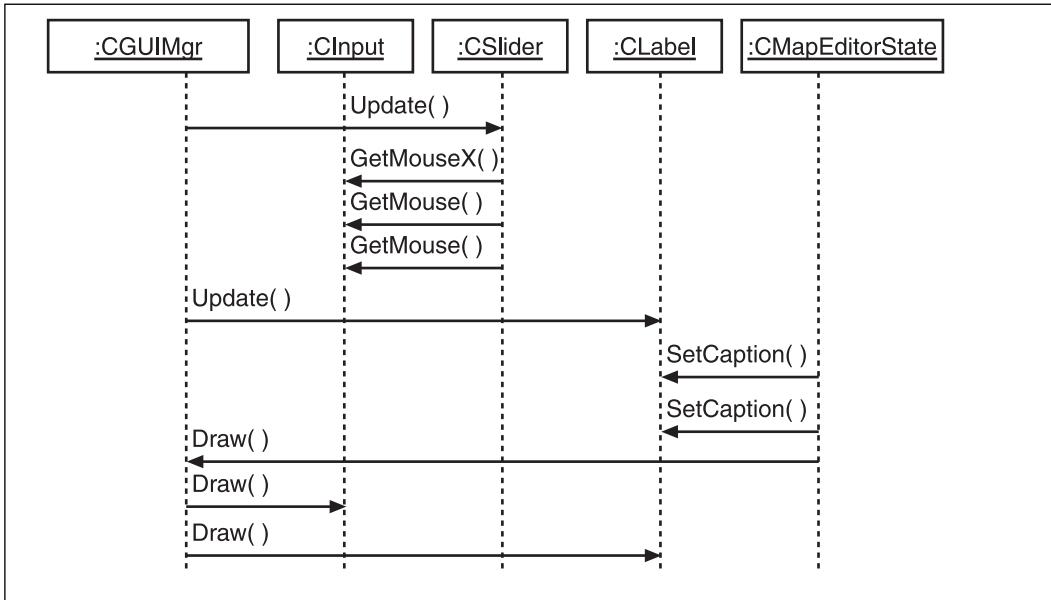 :CGUIMgr :CInput :CSlider :CLabel :CMapEditorState
Update( )
GetMouseX( )
GetMouse( )
GetMouse( )
Update( )
SetCaption( )
SetCaption( )
Draw( )
Draw( )
Draw( )